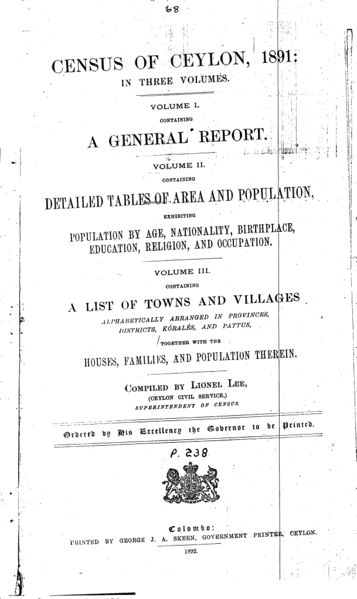 68
CENSUS OF CEYLON, 1891:
IN THREE VOLUMES.
VOLUME I.
CONTAINING
A GENERAL REPORT.
VOLUME II.
CONTAINING
DETAILED TABLES OF AREA AND POPULATION,
EXHIBITING
POPULATION BY AGE, NATIONALITY, BIRTHPLACE,
EDUCATION, RELIGION, AND OCCUPATION.
VOLUME III.
CONTAINING
A LIST OF TOWNS AND VILLAGES
ALPHABETICALLY ARRANGED IN PROVINCES,
DISTRICTS, KÓRALÉS, AND PATTUS,
TOGETHER WITH THE
HOUSES, FAMILIES, AND POPULATION THEREIN.
COMPILED BY LIONEL LEE,
(CEYLON CIVIL SERVICE,)
SUPERINTENDENT OF CENSUS.
Ordered by His Excellency the Governor to be Printed.
P. 238
Colombo:
PRINTED BY GEORGE J. A. SKEEN, GOVERNMENT PRINTER, CEYLON.
1892.